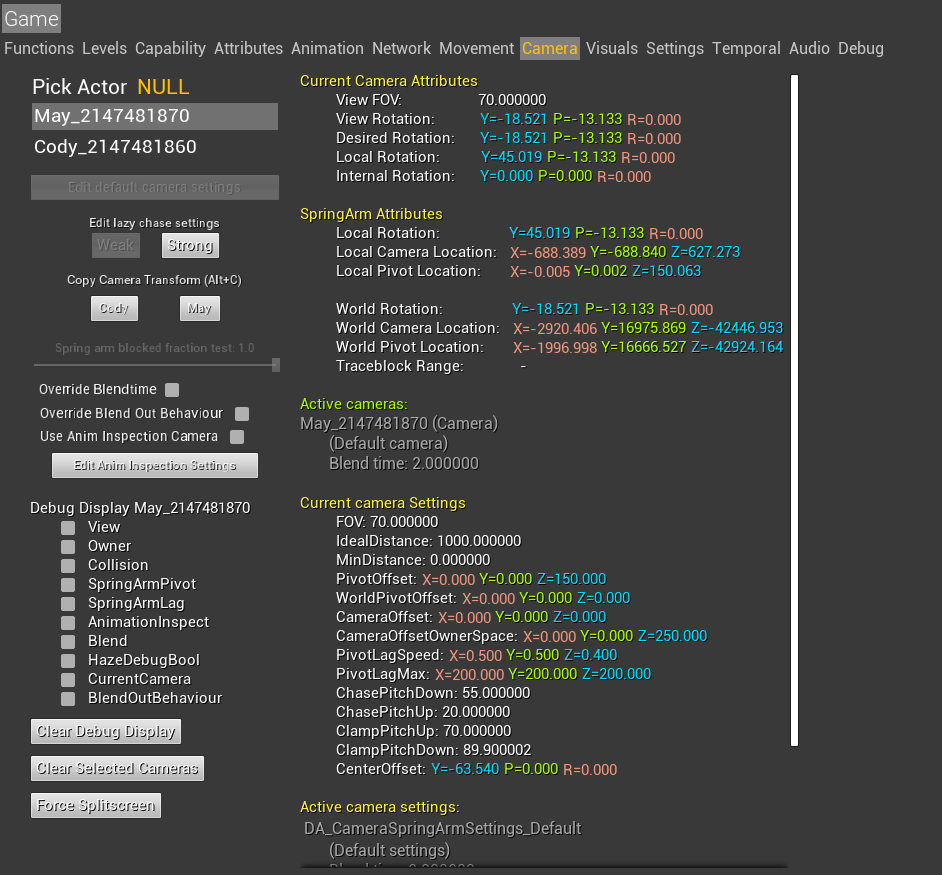 Game
Functions Levels Capability Attributes Animation Network Movement Camera Visuals Settings Temporal Audio Debug
Pick Actor NULL
May_2147481870
Cody_2147481860
Edit default camera settings
Edit lazy chase settings
Weak Strong
Copy Camera Transform (Alt+C)
Cody May
Spring arm blocked fraction test: 1.0
Override Blendtime
Override Blend Out Behaviour
Use Anim Inspection Camera
Edit Anim Inspection Settings
Debug Display May_2147481870
View
Owner
Collision
SpringArmPivot
SpringArmLag
AnimationInspect
Blend
HazeDebugBool
CurrentCamera
BlendOutBehaviour
Clear Debug Display
Clear Selected Cameras
Force Splitscreen
Current Camera Attributes
View FOV: 70.000000
View Rotation: Y=-18.521 P=-13.133 R=0.000
Desired Rotation: Y=-18.521 P=-13.133 R=0.000
Local Rotation: Y=45.019 P=-13.133 R=0.000
Internal Rotation: Y=0.000 P=0.000 R=0.000
SpringArm Attributes
Local Rotation: Y=45.019 P=-13.133 R=0.000
Local Camera Location: X=-688.389 Y=-688.840 Z=627.273
Local Pivot Location: X=-0.005 Y=0.002 Z=150.063
World Rotation: Y=-18.521 P=-13.133 R=0.000
World Camera Location: X=-2920.406 Y=16975.869 Z=-42446.953
World Pivot Location: X=-1996.998 Y=16666.527 Z=-42924.164
Traceblock Range: -
Active cameras:
May_2147481870 (Camera)
(Default camera)
Blend time: 2.000000
Current camera Settings
FOV: 70.000000
IdealDistance: 1000.000000
MinDistance: 0.000000
PivotOffset: X=0.000 Y=0.000 Z=150.000
WorldPivotOffset: X=0.000 Y=0.000 Z=0.000
CameraOffset: X=0.000 Y=0.000 Z=0.000
CameraOffsetOwnerSpace: X=0.000 Y=0.000 Z=250.000
PivotLagSpeed: X=0.500 Y=0.500 Z=0.400
PivotLagMax: X=200.000 Y=200.000 Z=200.000
ChasePitchDown: 55.000000
ChasePitchUp: 20.000000
ClampPitchUp: 70.000000
ClampPitchDown: 89.900002
CenterOffset: Y=-63.540 P=0.000 R=0.000
Active camera settings:
DA_CameraSpringArmSettings_Default
(Default settings)